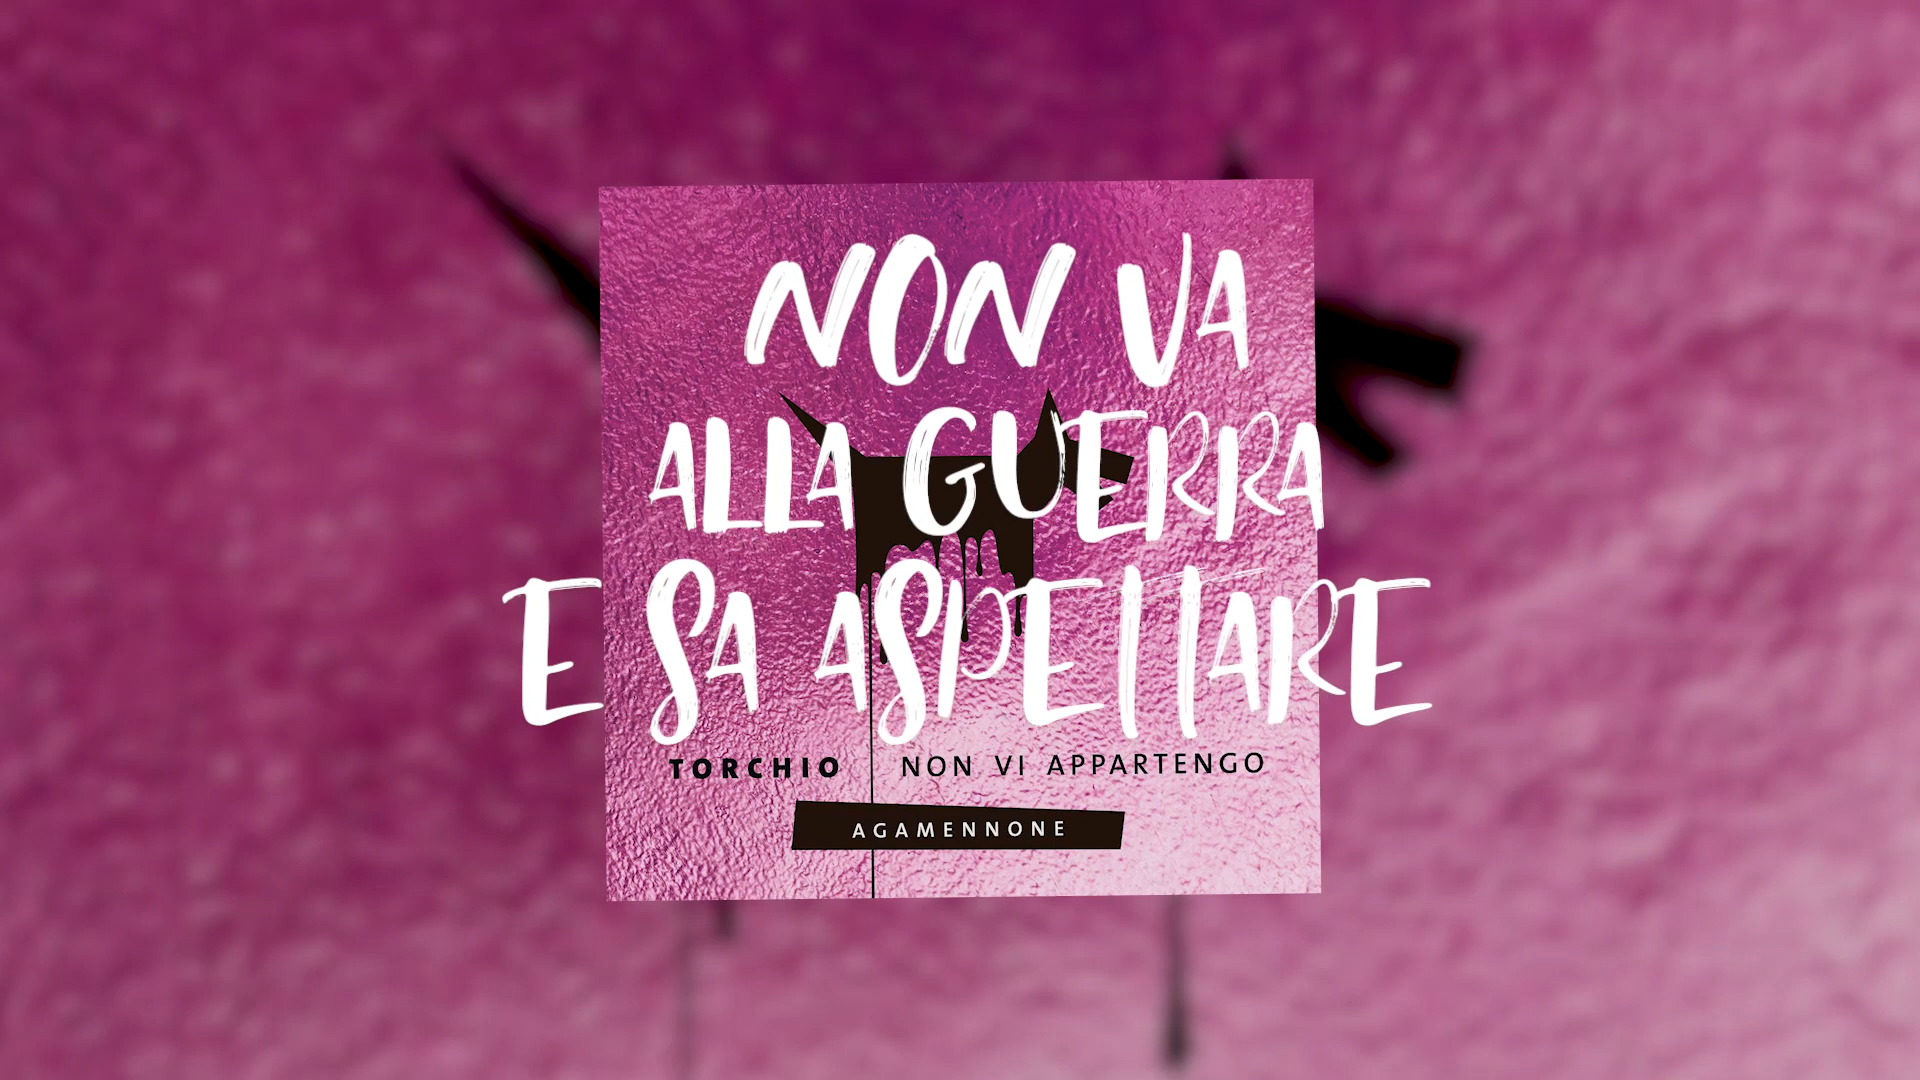 NON VA
ALLA GUERRA
E SA ASPETTARE
TORCHIO NON VI APPARTENGO
AGAMENNONE